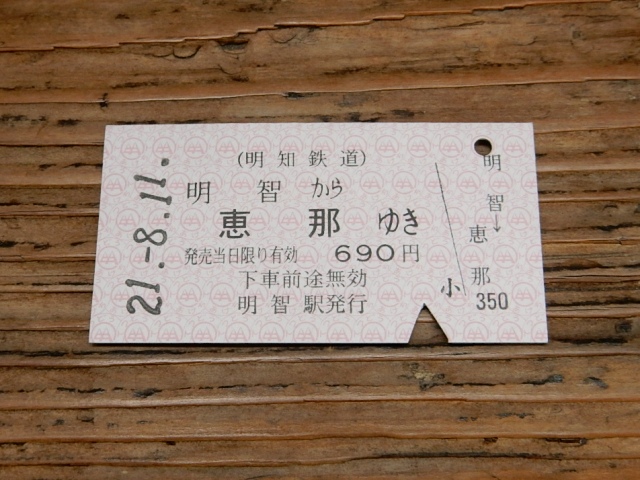 21.-8.11.
(明知鉄道)
明智から
恵那ゆき
発売当日限り有効 690円
下車前途無効
明智駅発行
小
明智→恵那
350